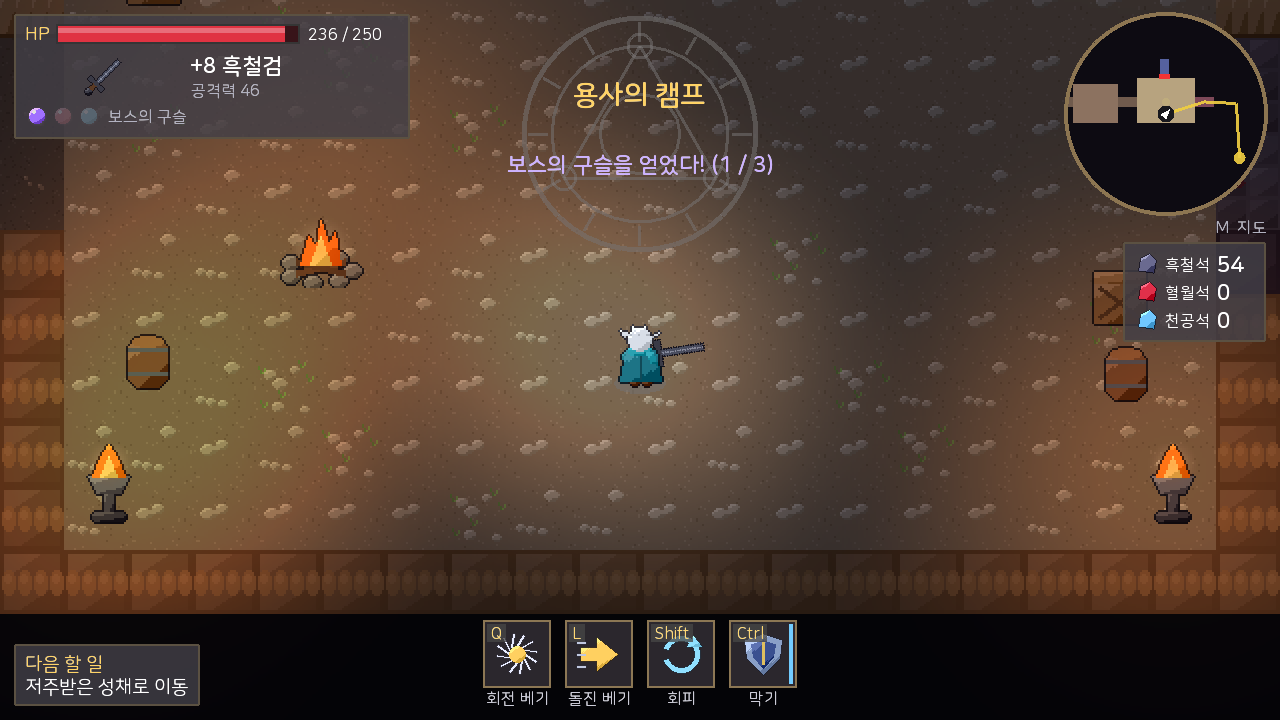 HP 236 / 250
+8 흑철검
공격력 46
보스의 구슬
용사의 캠프
보스의 구슬을 얻었다! (1 / 3)
M 지도
흑철석 54
혈월석 0
천공석 0
다음 할 일
저주받은 성채로 이동
Q
회전 베기
L
돌진 베기
Shift
회피
Ctrl
막기